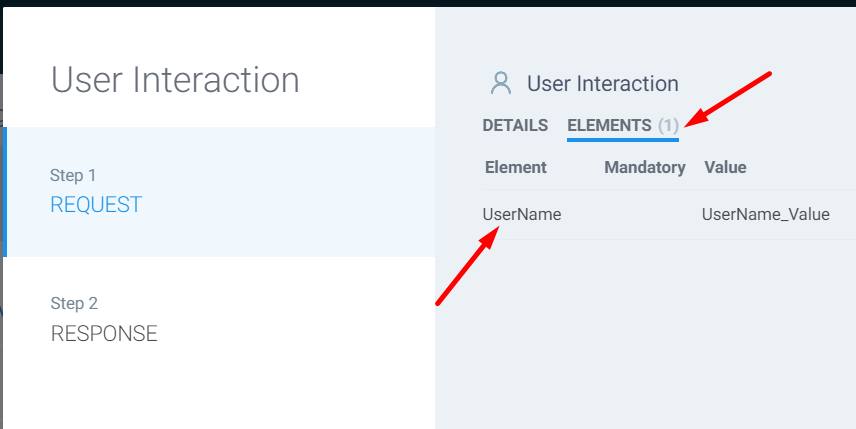 User Interaction
Step 1
REQUEST
Step 2
RESPONSE
User Interaction
DETAILS ELEMENTS (1)
Element Mandatory Value
UserName UserName_Value